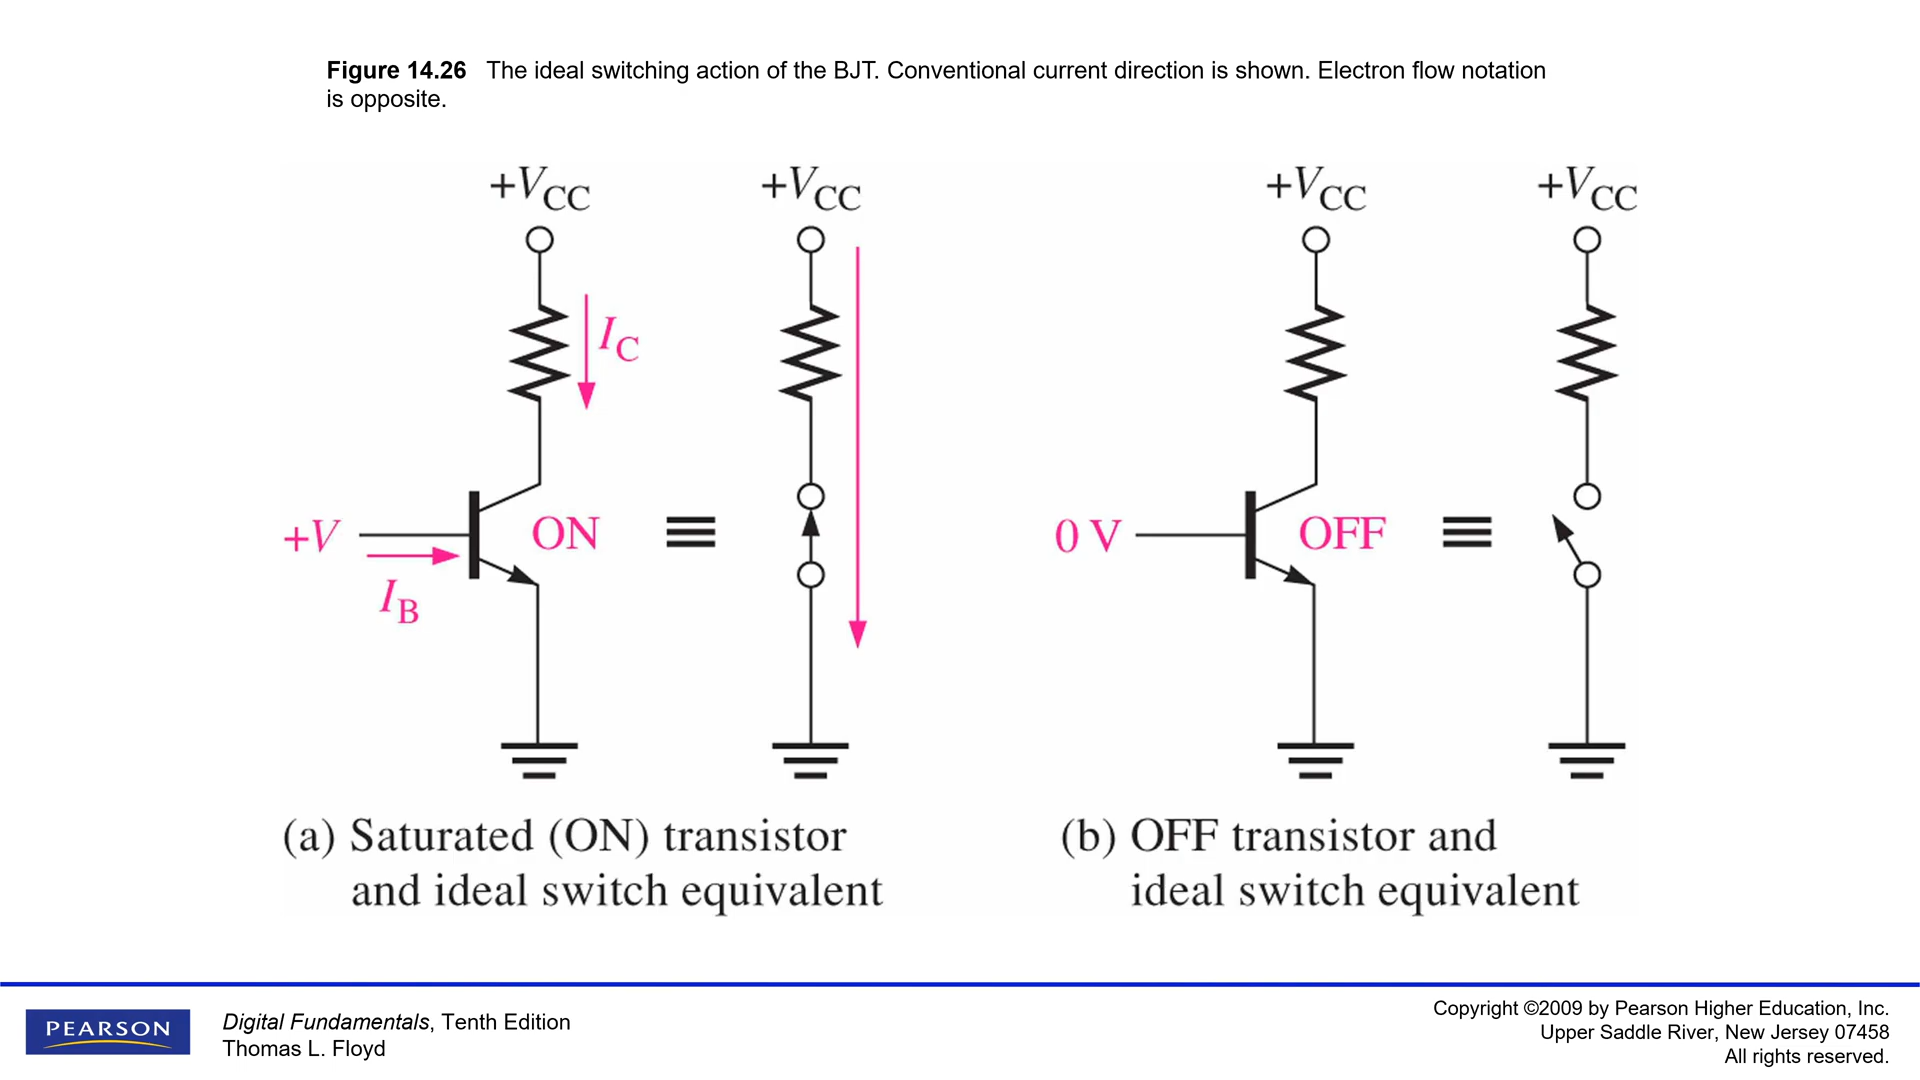 Figure 14.26 The ideal switching action of the BJT. Conventional current direction is shown. Electron flow notation
is opposite.
+VCC
+VCC
+VCC
+VCC
IC
+V
ON
IB
0 V
OFF
(a) Saturated (ON) transistor
and ideal switch equivalent
(b) OFF transistor and
ideal switch equivalent
PEARSON
Digital Fundamentals, Tenth Edition
Thomas L. Floyd
Copyright ©2009 by Pearson Higher Education, Inc.
Upper Saddle River, New Jersey 07458
All rights reserved.